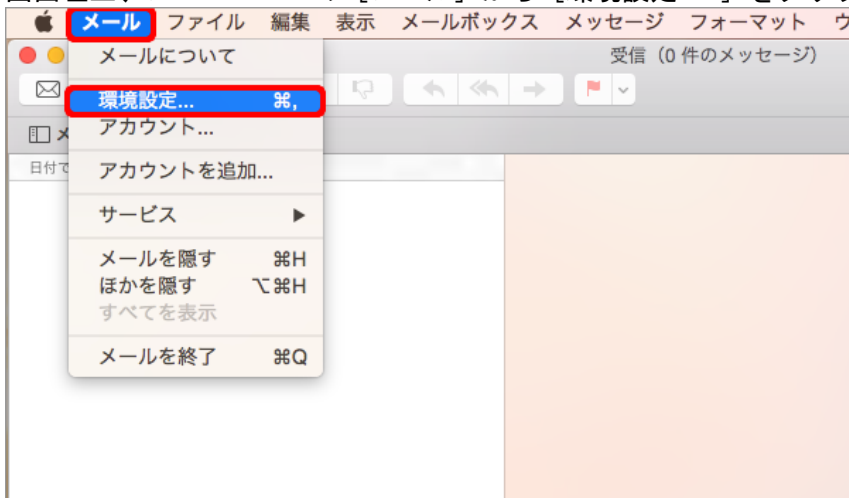 メール ファイル 編集 表示 メールボックス メッセージ フォーマット
メールについて
受信 (0 件のメッセージ)
環境設定... ⌘,
アカウント...
日付で
アカウントを追加...
サービス ▶
メールを隠す ⌘H
ほかを隠す ⌥⌘H
すべてを表示
メールを終了 ⌘Q